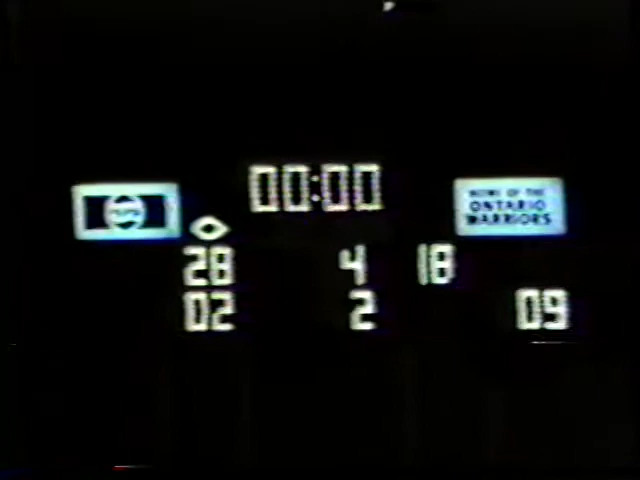 00:00
HOME OF THE
ONTARIO
WARRIORS
28 4 18
02 2 09